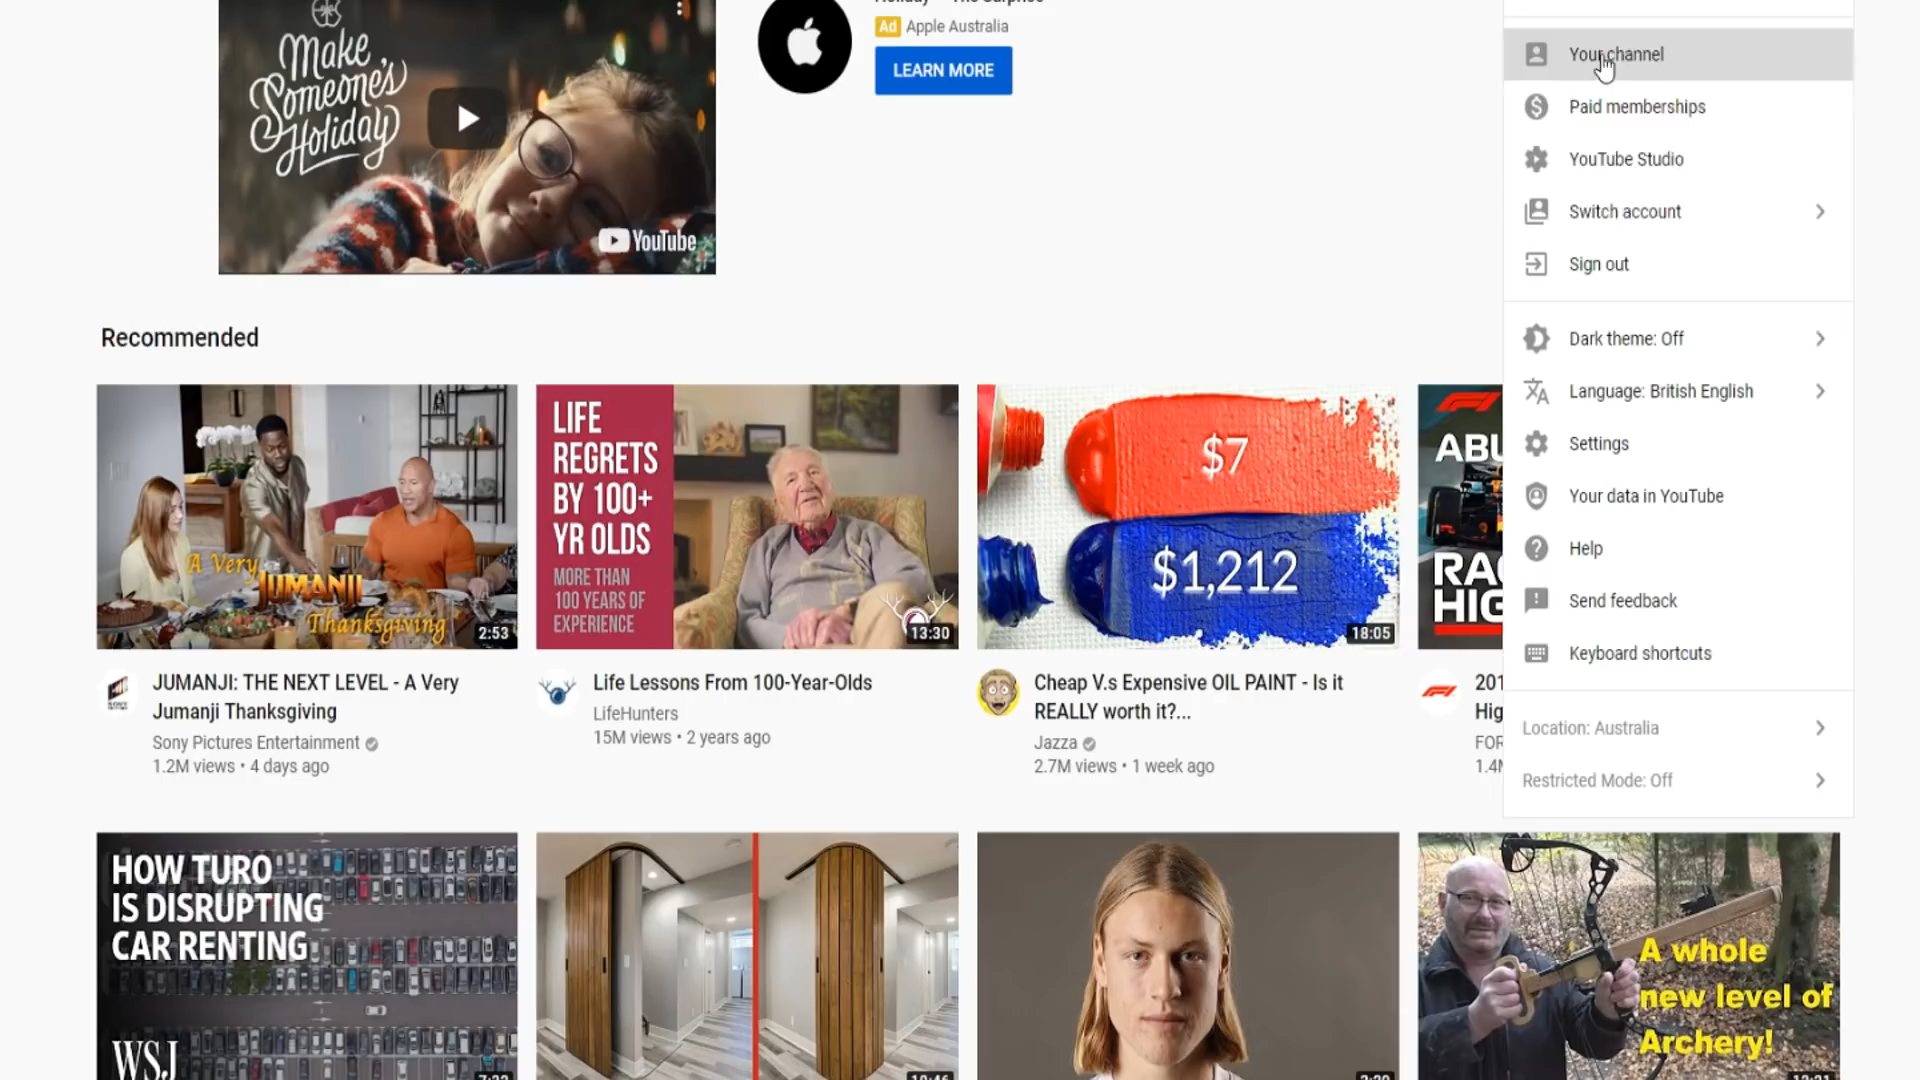 Make
Someone's
Holiday
YouTube
Ad Apple Australia
LEARN MORE
Recommended
A Very
JUMANJI
Thanksgiving
2:53
JUMANJI: THE NEXT LEVEL - A Very
Jumanji Thanksgiving
Sony Pictures Entertainment
1.2M views • 4 days ago
LIFE
REGRETS
BY 100+
YR OLDS
MORE THAN
100 YEARS OF
EXPERIENCE
13:30
Life Lessons From 100-Year-Olds
LifeHunters
15M views • 2 years ago
$7
$1,212
18:05
Cheap V.s Expensive OIL PAINT - Is it
REALLY worth it?...
Jazza
2.7M views • 1 week ago
ABU
RAC
HIG
201
Hig
FOR
1.4M
HOW TURO
IS DISRUPTING
CAR RENTING
WSJ
A whole
new level of
Archery!
Your channel
Paid memberships
YouTube Studio
Switch account
Sign out
Dark theme: Off
Language: British English
Settings
Your data in YouTube
Help
Send feedback
Keyboard shortcuts
Location: Australia
Restricted Mode: Off